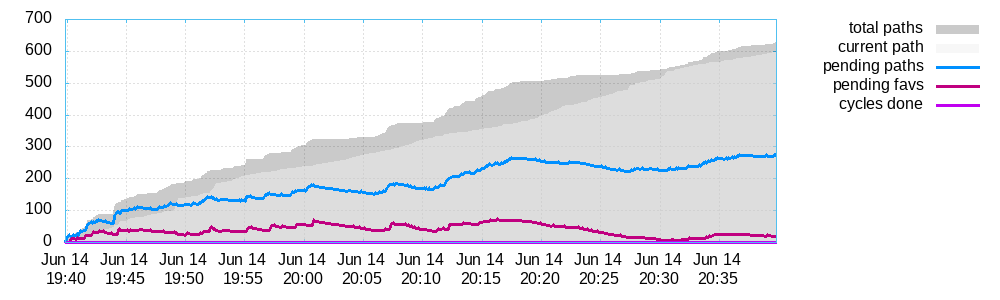 700
600
500
400
300
200
100
0
Jun 14 Jun 14 Jun 14 Jun 14 Jun 14 Jun 14 Jun 14 Jun 14 Jun 14 Jun 14 Jun 14 Jun 14
19:40 19:45 19:50 19:55 20:00 20:05 20:10 20:15 20:20 20:25 20:30 20:35
total paths
current path
pending paths
pending favs
cycles done